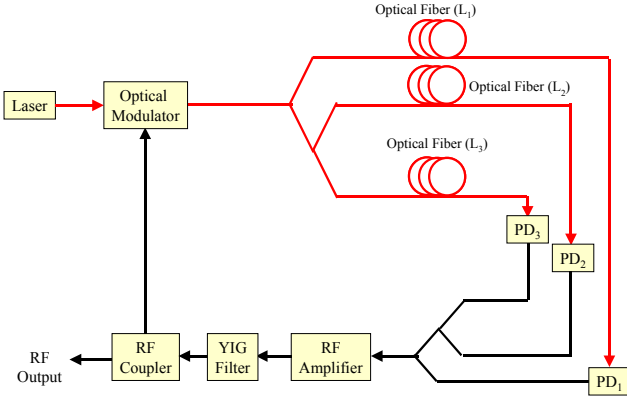 Optical Fiber (L₁)
Laser
Optical
Modulator
Optical Fiber (L₂)
Optical Fiber (L₃)
PD₃
PD₂
RF
Output
RF
Coupler
YIG
Filter
RF
Amplifier
PD₁